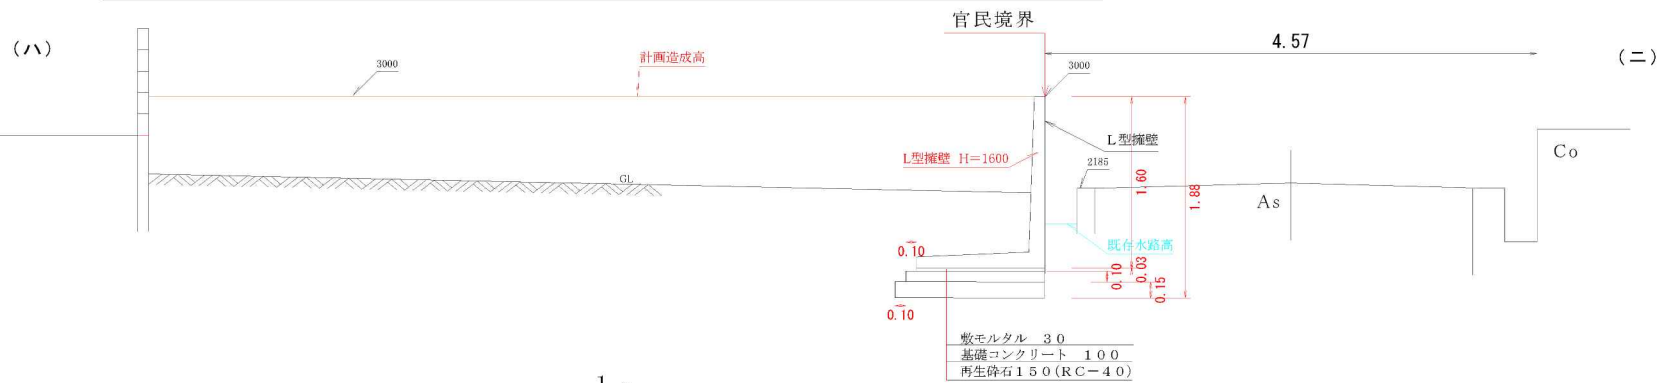 官民境界
(ハ)
4.57
(ニ)
計画造成高
3000
3000
L型擁壁
L型擁壁 H=1600
Co
2185
GL
1.60
1.88
As
既存水路高
0.10
0.03
0.10
0.15
0.10
敷モルタル 30
基礎コンクリート 100
再生砕石150(RC-40)